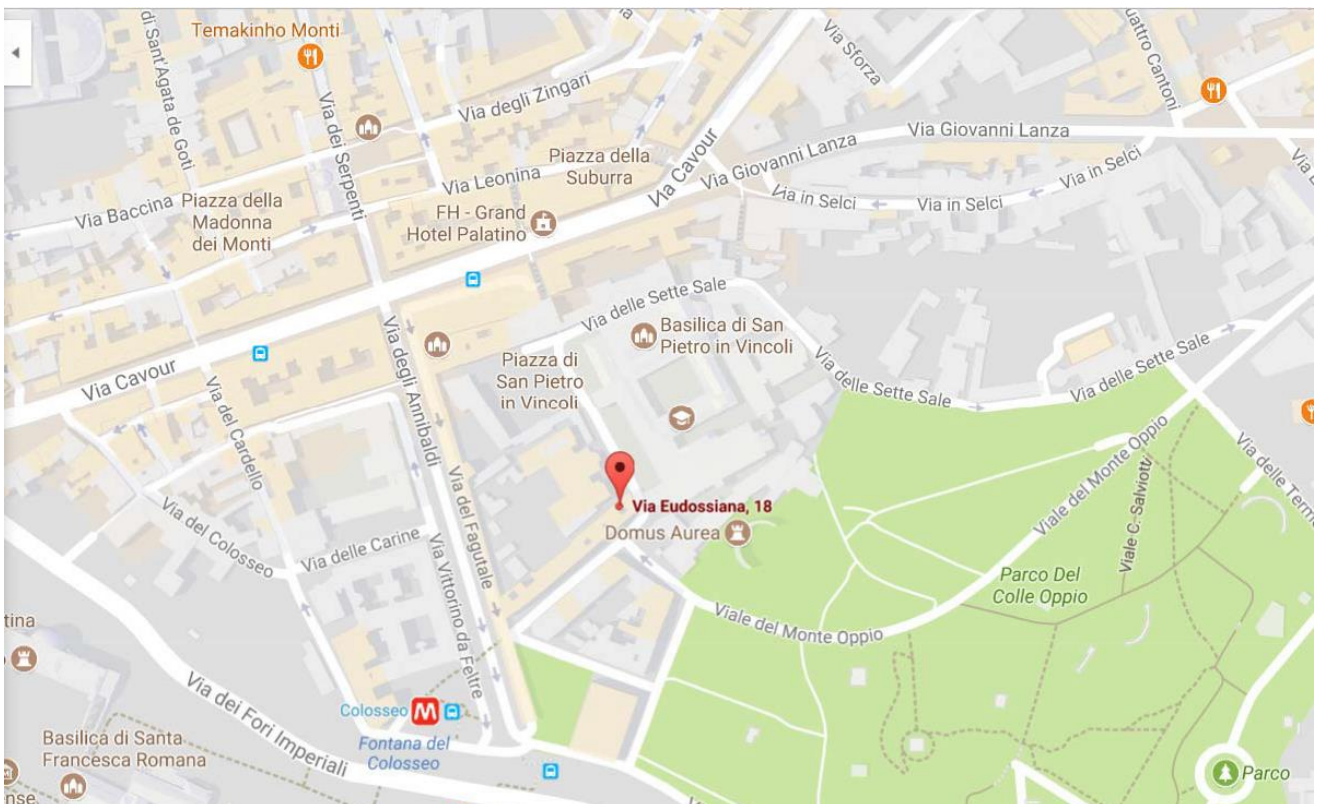 di Sant'Agata de Goti
Temakinho Monti
Via dei Serpenti
Via degli Zingari
Via Sforza
uattro Cantoni
Via Giovanni Lanza
Via Giovanni Lanza
Via Cavour
Piazza della
Suburra
Via Leonina
Via Baccina
Piazza della
Madonna
dei Monti
FH - Grand
Hotel Palatino
Via in Selci
Via in Selci
Via in Selci
Via delle Sette Sale
Basilica di San
Pietro in Vincoli
Piazza di
San Pietro
in Vincoli
Via delle Sette Sale
Via delle Sette Sale
Via Cavour
Via del Cardello
Via degli Annibaldi
Via del Fagutale
Via Eudossiana, 18
Domus Aurea
Viale del Monte Oppio
Viale C. Salviotti
Via delle Terme
Via del Colosseo
Via delle Carine
Via Vittorino da Feltre
Parco Del
Colle Oppio
Viale del Monte Oppio
tina
Via dei Fori Imperiali
Colosseo M
Fontana del
Colosseo
Basilica di Santa
Francesca Romana
Parco
nse